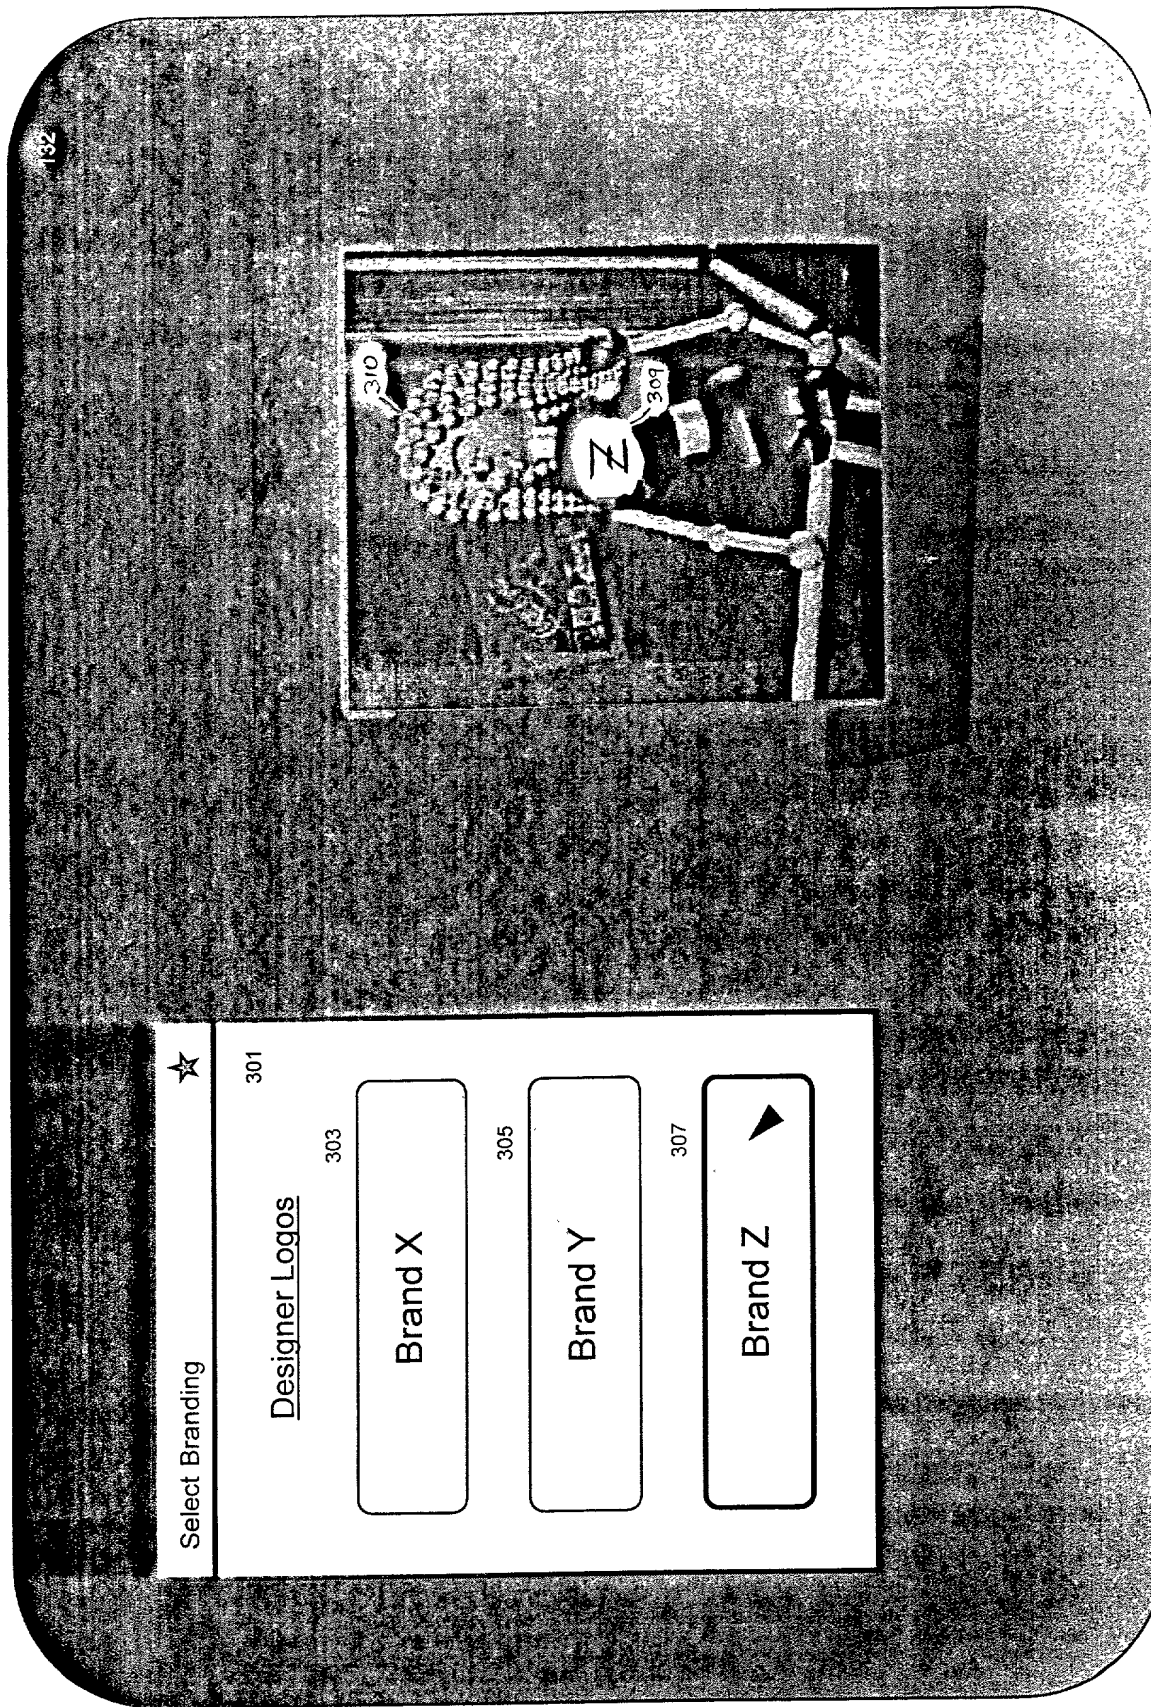 132
Select Branding
301
Designer Logos
303
Brand X
305
Brand Y
307
Brand Z
310
Z
309